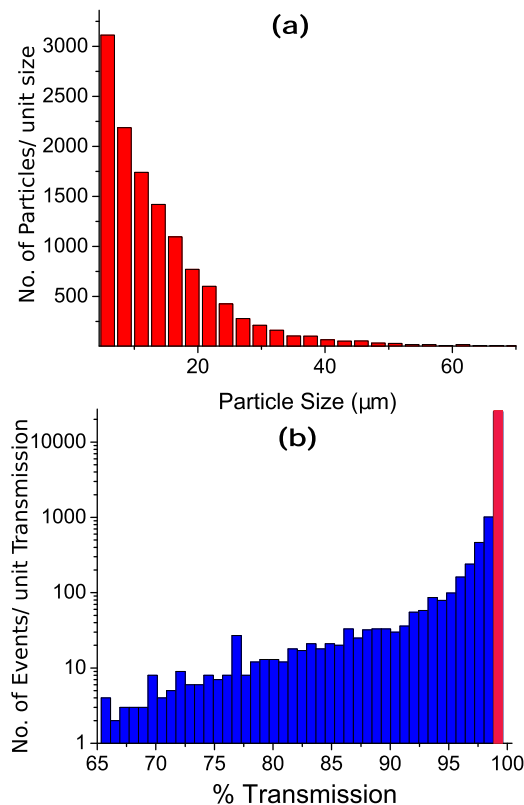 (a)
No. of Particles/ unit size
3000
2500
2000
1500
1000
500
20 40 60
Particle Size (µm)
(b)
No. of Events/ unit Transmission
10000
1000
100
10
1
65 70 75 80 85 90 95 100
% Transmission